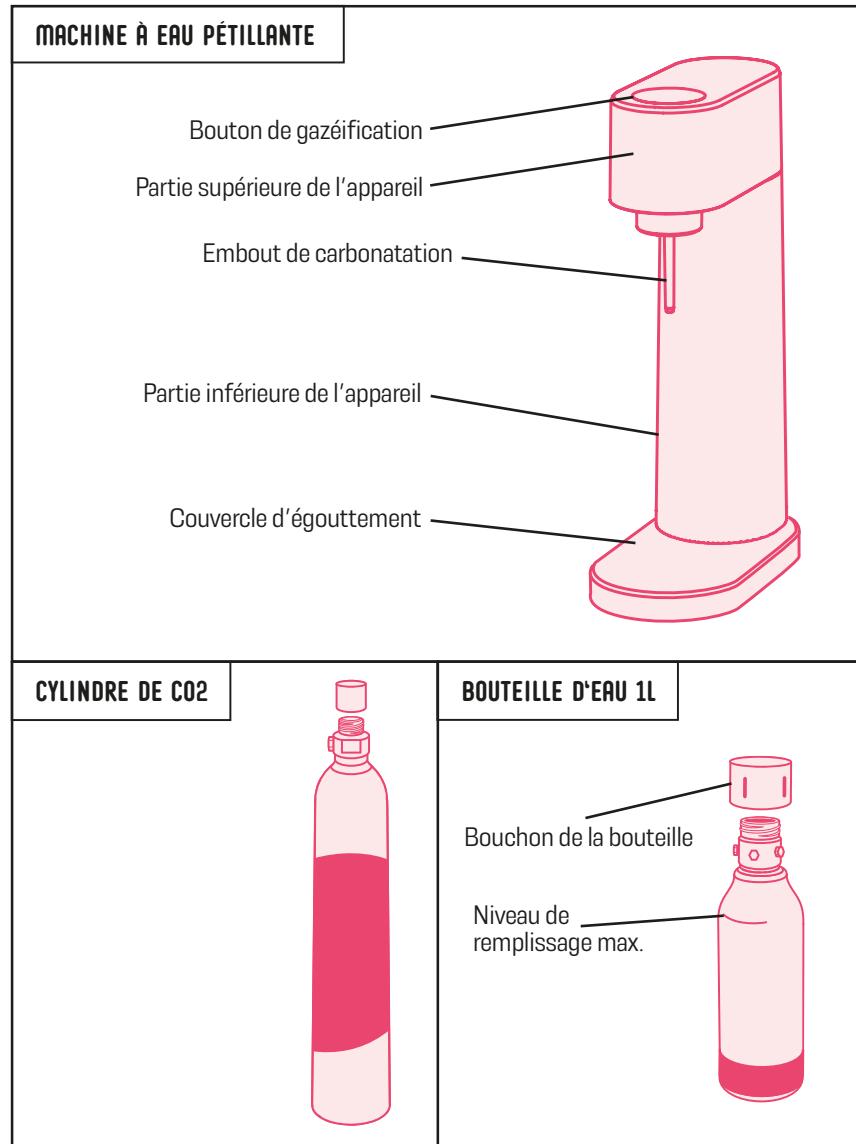 MACHINE À EAU PÉTILLANTE
Bouton de gazéification
Partie supérieure de l'appareil
Embout de carbonatation
Partie inférieure de l'appareil
Couvercle d'égouttement
CYLINDRE DE CO2
BOUTEILLE D'EAU 1L
Bouchon de la bouteille
Niveau de
remplissage max.